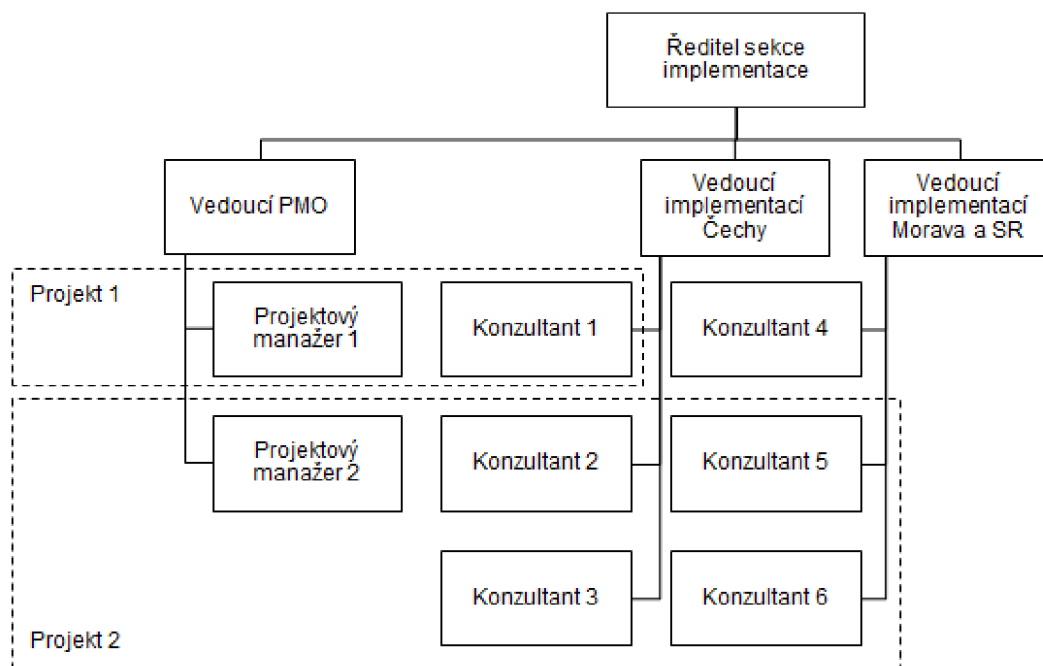 Ředitel sekce
implementace
Vedoucí PMO
Vedoucí
implementací
Čechy
Vedoucí
implementací
Morava a SR
Projekt 1
Projektový
manažer 1
Konzultant 1
Konzultant 4
Projektový
manažer 2
Konzultant 2
Konzultant 5
Konzultant 3
Konzultant 6
Projekt 2